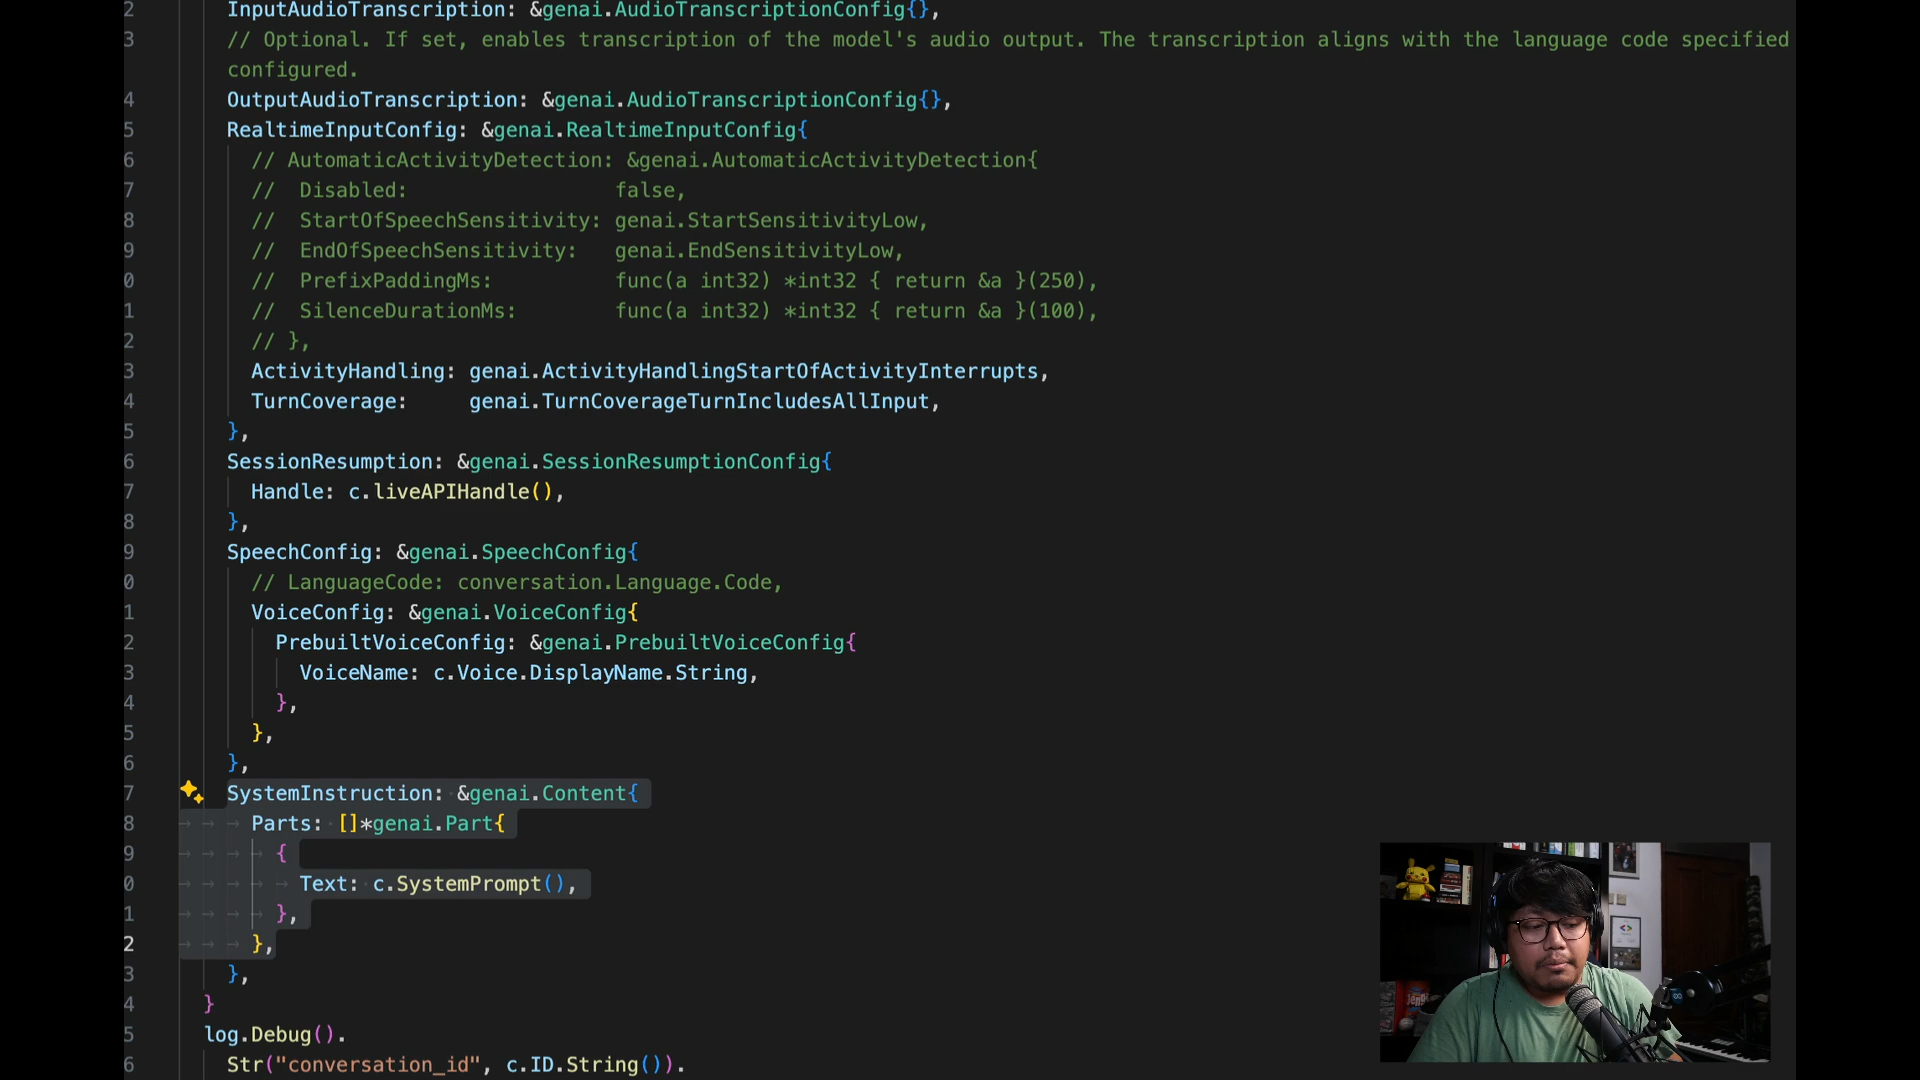 2 InputAudioTranscription: &genai.AudioTranscriptionConfig{},
3 // Optional. If set, enables transcription of the model's audio output. The transcription aligns with the language code specified
configured.
4 OutputAudioTranscription: &genai.AudioTranscriptionConfig{},
5 RealtimeInputConfig: &genai.RealtimeInputConfig{
6 // AutomaticActivityDetection: &genai.AutomaticActivityDetection{
7 // Disabled: false,
8 // StartOfSpeechSensitivity: genai.StartSensitivityLow,
9 // EndOfSpeechSensitivity: genai.EndSensitivityLow,
0 // PrefixPaddingMs: func(a int32) *int32 { return &a }(250),
1 // SilenceDurationMs: func(a int32) *int32 { return &a }(100),
2 // },
3 ActivityHandling: genai.ActivityHandlingStartOfActivityInterrupts,
4 TurnCoverage: genai.TurnCoverageTurnIncludesAllInput,
5 },
6 SessionResumption: &genai.SessionResumptionConfig{
7 Handle: c.liveAPIHandle(),
8 },
9 SpeechConfig: &genai.SpeechConfig{
0 // LanguageCode: conversation.Language.Code,
1 VoiceConfig: &genai.VoiceConfig{
2 PrebuiltVoiceConfig: &genai.PrebuiltVoiceConfig{
3 VoiceName: c.Voice.DisplayName.String,
4 },
5 },
6 },
7 SystemInstruction: &genai.Content{
8 Parts: []*genai.Part{
9 {
0 Text: c.SystemPrompt(),
1 },
2 },
3 },
4 }
5 log.Debug().
6 Str("conversation_id", c.ID.String()).